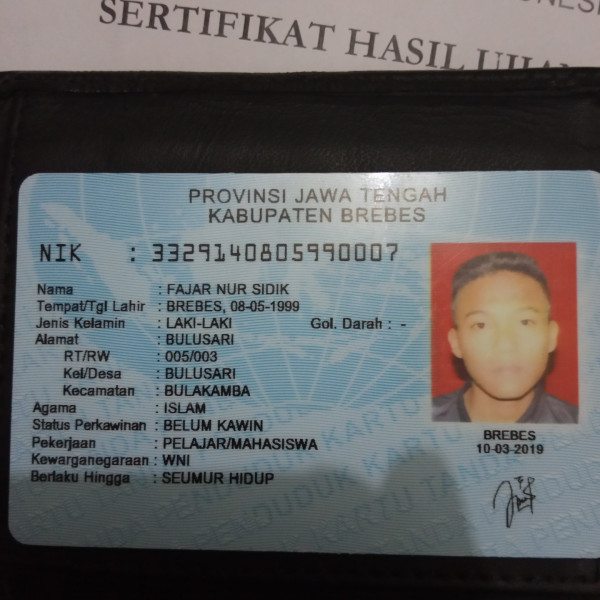 SERTIFIKAT HASIL UJIAN
PROVINSI JAWA TENGAH
KABUPATEN BREBES
NIK : 3329140805990007
Nama : FAJAR NUR SIDIK
Tempat/Tgl Lahir : BREBES, 08-05-1999
Jenis Kelamin : LAKI-LAKI Gol. Darah : -
Alamat : BULUSARI
RT/RW : 005/003
Kel/Desa : BULUSARI
Kecamatan : BULAKAMBA
Agama : ISLAM
Status Perkawinan : BELUM KAWIN
Pekerjaan : PELAJAR/MAHASISWA
Kewarganegaraan : WNI
Berlaku Hingga : SEUMUR HIDUP
BREBES
10-03-2019